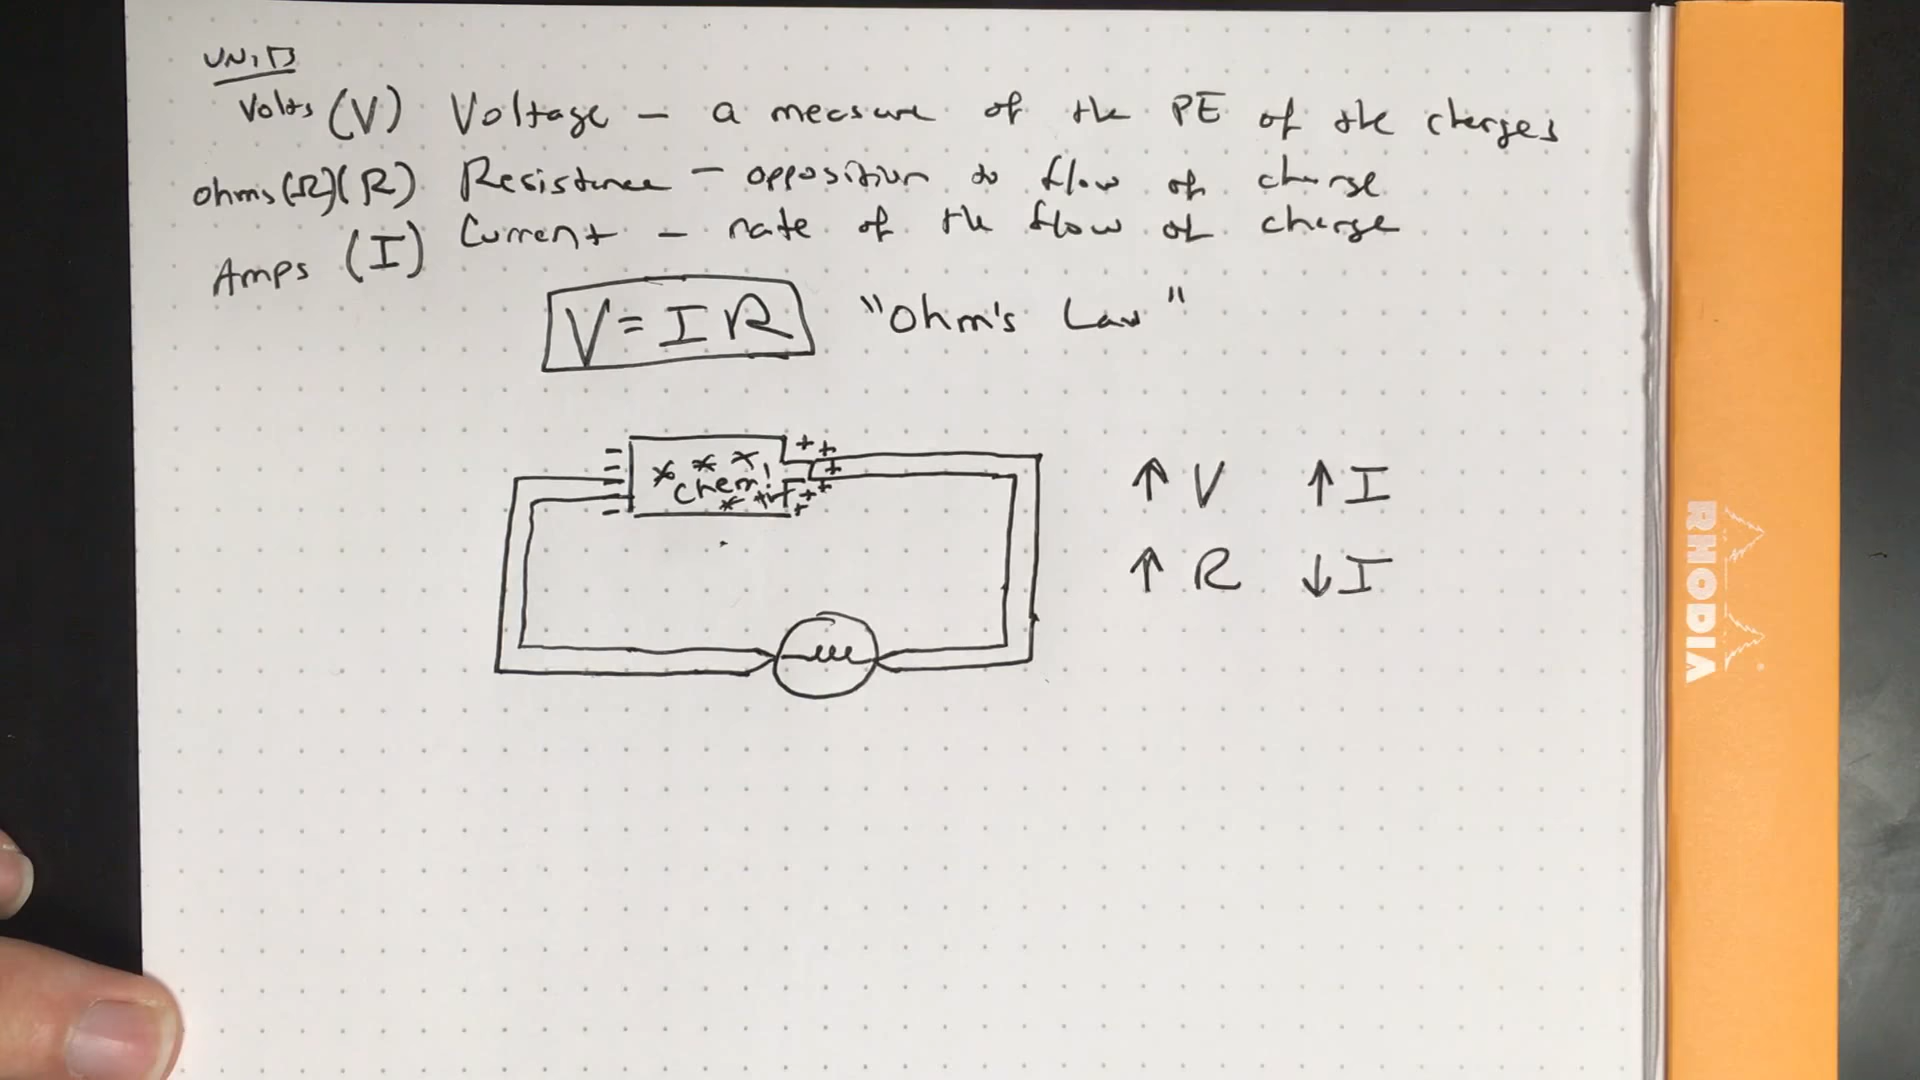 UNITS
Volts (V) Voltage – a measure of the PE of the charges
ohms (Ω) (R) Resistance – opposition to flow of charge
Amps (I) Current – rate of the flow of charge
V = IR "Ohm's Law"
- - - - + + + + + +
chem!
↑ V ↑ I
↑ R ↓ I
RHODIA